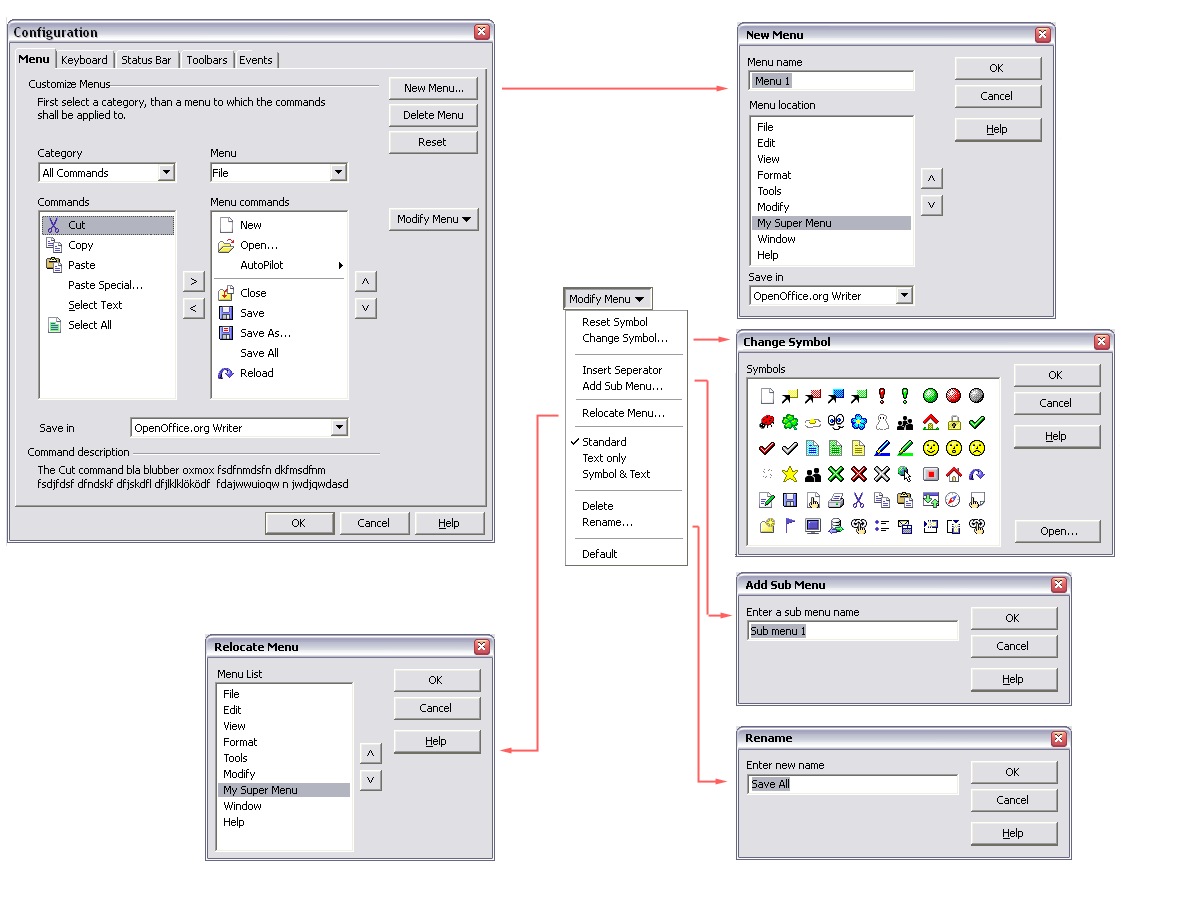 Configuration
Menu Keyboard Status Bar Toolbars Events
Customize Menus
First select a category, than a menu to which the commands
shall be applied to.
New Menu...
Delete Menu
Reset
Category
All Commands
Menu
File
Commands
Cut
Copy
Paste
Paste Special...
Select Text
Select All
>
<
Menu commands
New
Open...
AutoPilot
Close
Save
Save As...
Save All
Reload
Modify Menu
^
v
Save in
OpenOffice.org Writer
Command description
The Cut command bla blubber oxmox fsdfnmdsfn dkfmsdfnm
fsdjfdsf dfndskf dfjskdfl dfjlklklöködf fdajwwuioqw n jwdjqwdasd
OK Cancel Help
New Menu
Menu name
Menu 1
Menu location
File
Edit
View
Format
Tools
Modify
My Super Menu
Window
Help
^
v
Save in
OpenOffice.org Writer
OK
Cancel
Help
Modify Menu
Reset Symbol
Change Symbol...
Insert Seperator
Add Sub Menu...
Relocate Menu...
Standard
Text only
Symbol & Text
Delete
Rename...
Default
Change Symbol
Symbols
OK
Cancel
Help
Open...
Add Sub Menu
Enter a sub menu name
Sub menu 1
OK
Cancel
Help
Relocate Menu
Menu List
File
Edit
View
Format
Tools
Modify
My Super Menu
Window
Help
^
v
OK
Cancel
Help
Rename
Enter new name
Save All
OK
Cancel
Help